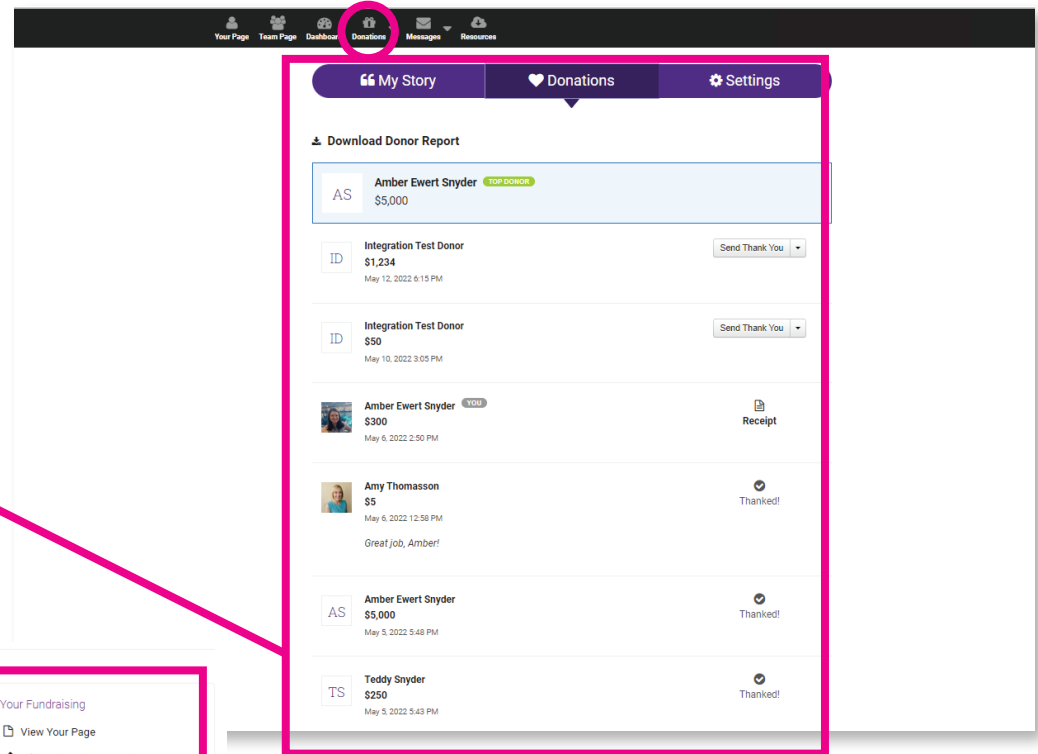 Your Page Team Page Dashboar Donations Messages Resources
My Story Donations Settings
Download Donor Report
AS Amber Ewert Snyder TOP DONOR
$5,000
ID Integration Test Donor Send Thank You
$1,234
May 12, 2022 6:15 PM
ID Integration Test Donor Send Thank You
$50
May 10, 2022 3:05 PM
Amber Ewert Snyder YOU
$300 Receipt
May 6, 2022 2:50 PM
Amy Thomasson
$5 Thanked!
May 6, 2022 12:58 PM
Great job, Amber!
AS Amber Ewert Snyder
$5,000 Thanked!
May 5, 2022 5:48 PM
TS Teddy Snyder
$250 Thanked!
May 5, 2022 5:43 PM
Your Fundraising
View Your Page